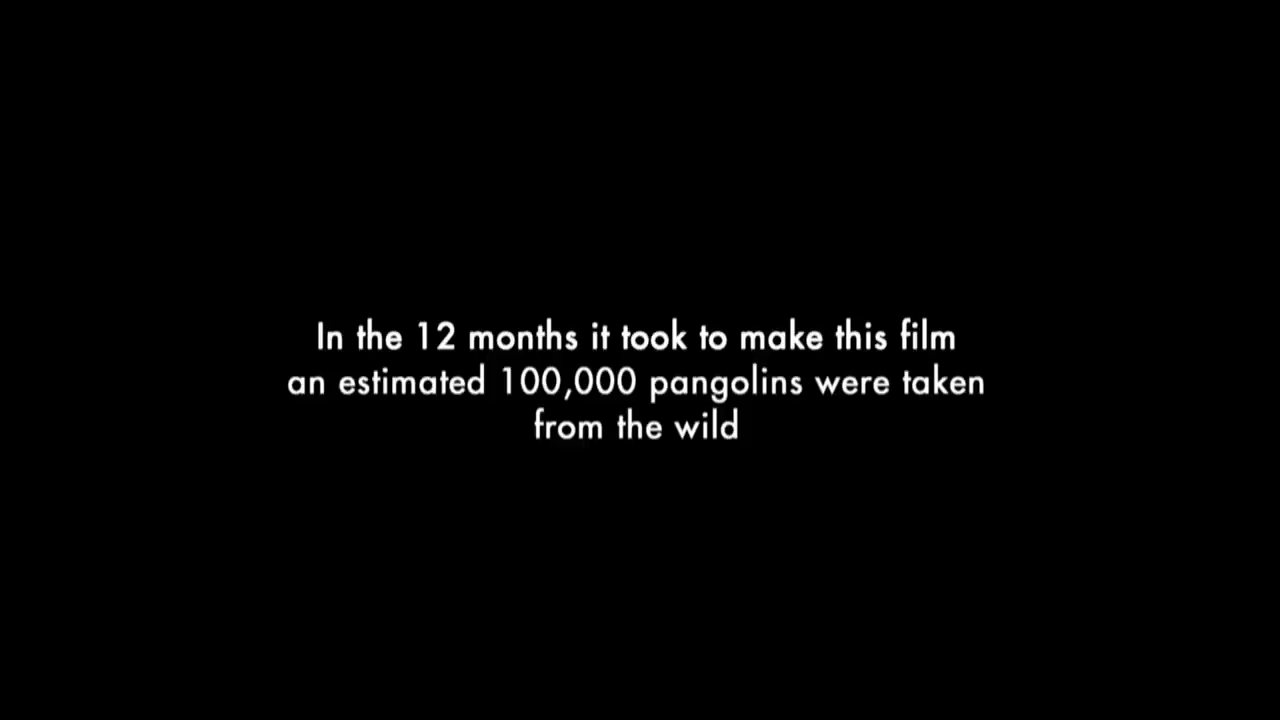 In the 12 months it took to make this film
an estimated 100,000 pangolins were taken
from the wild